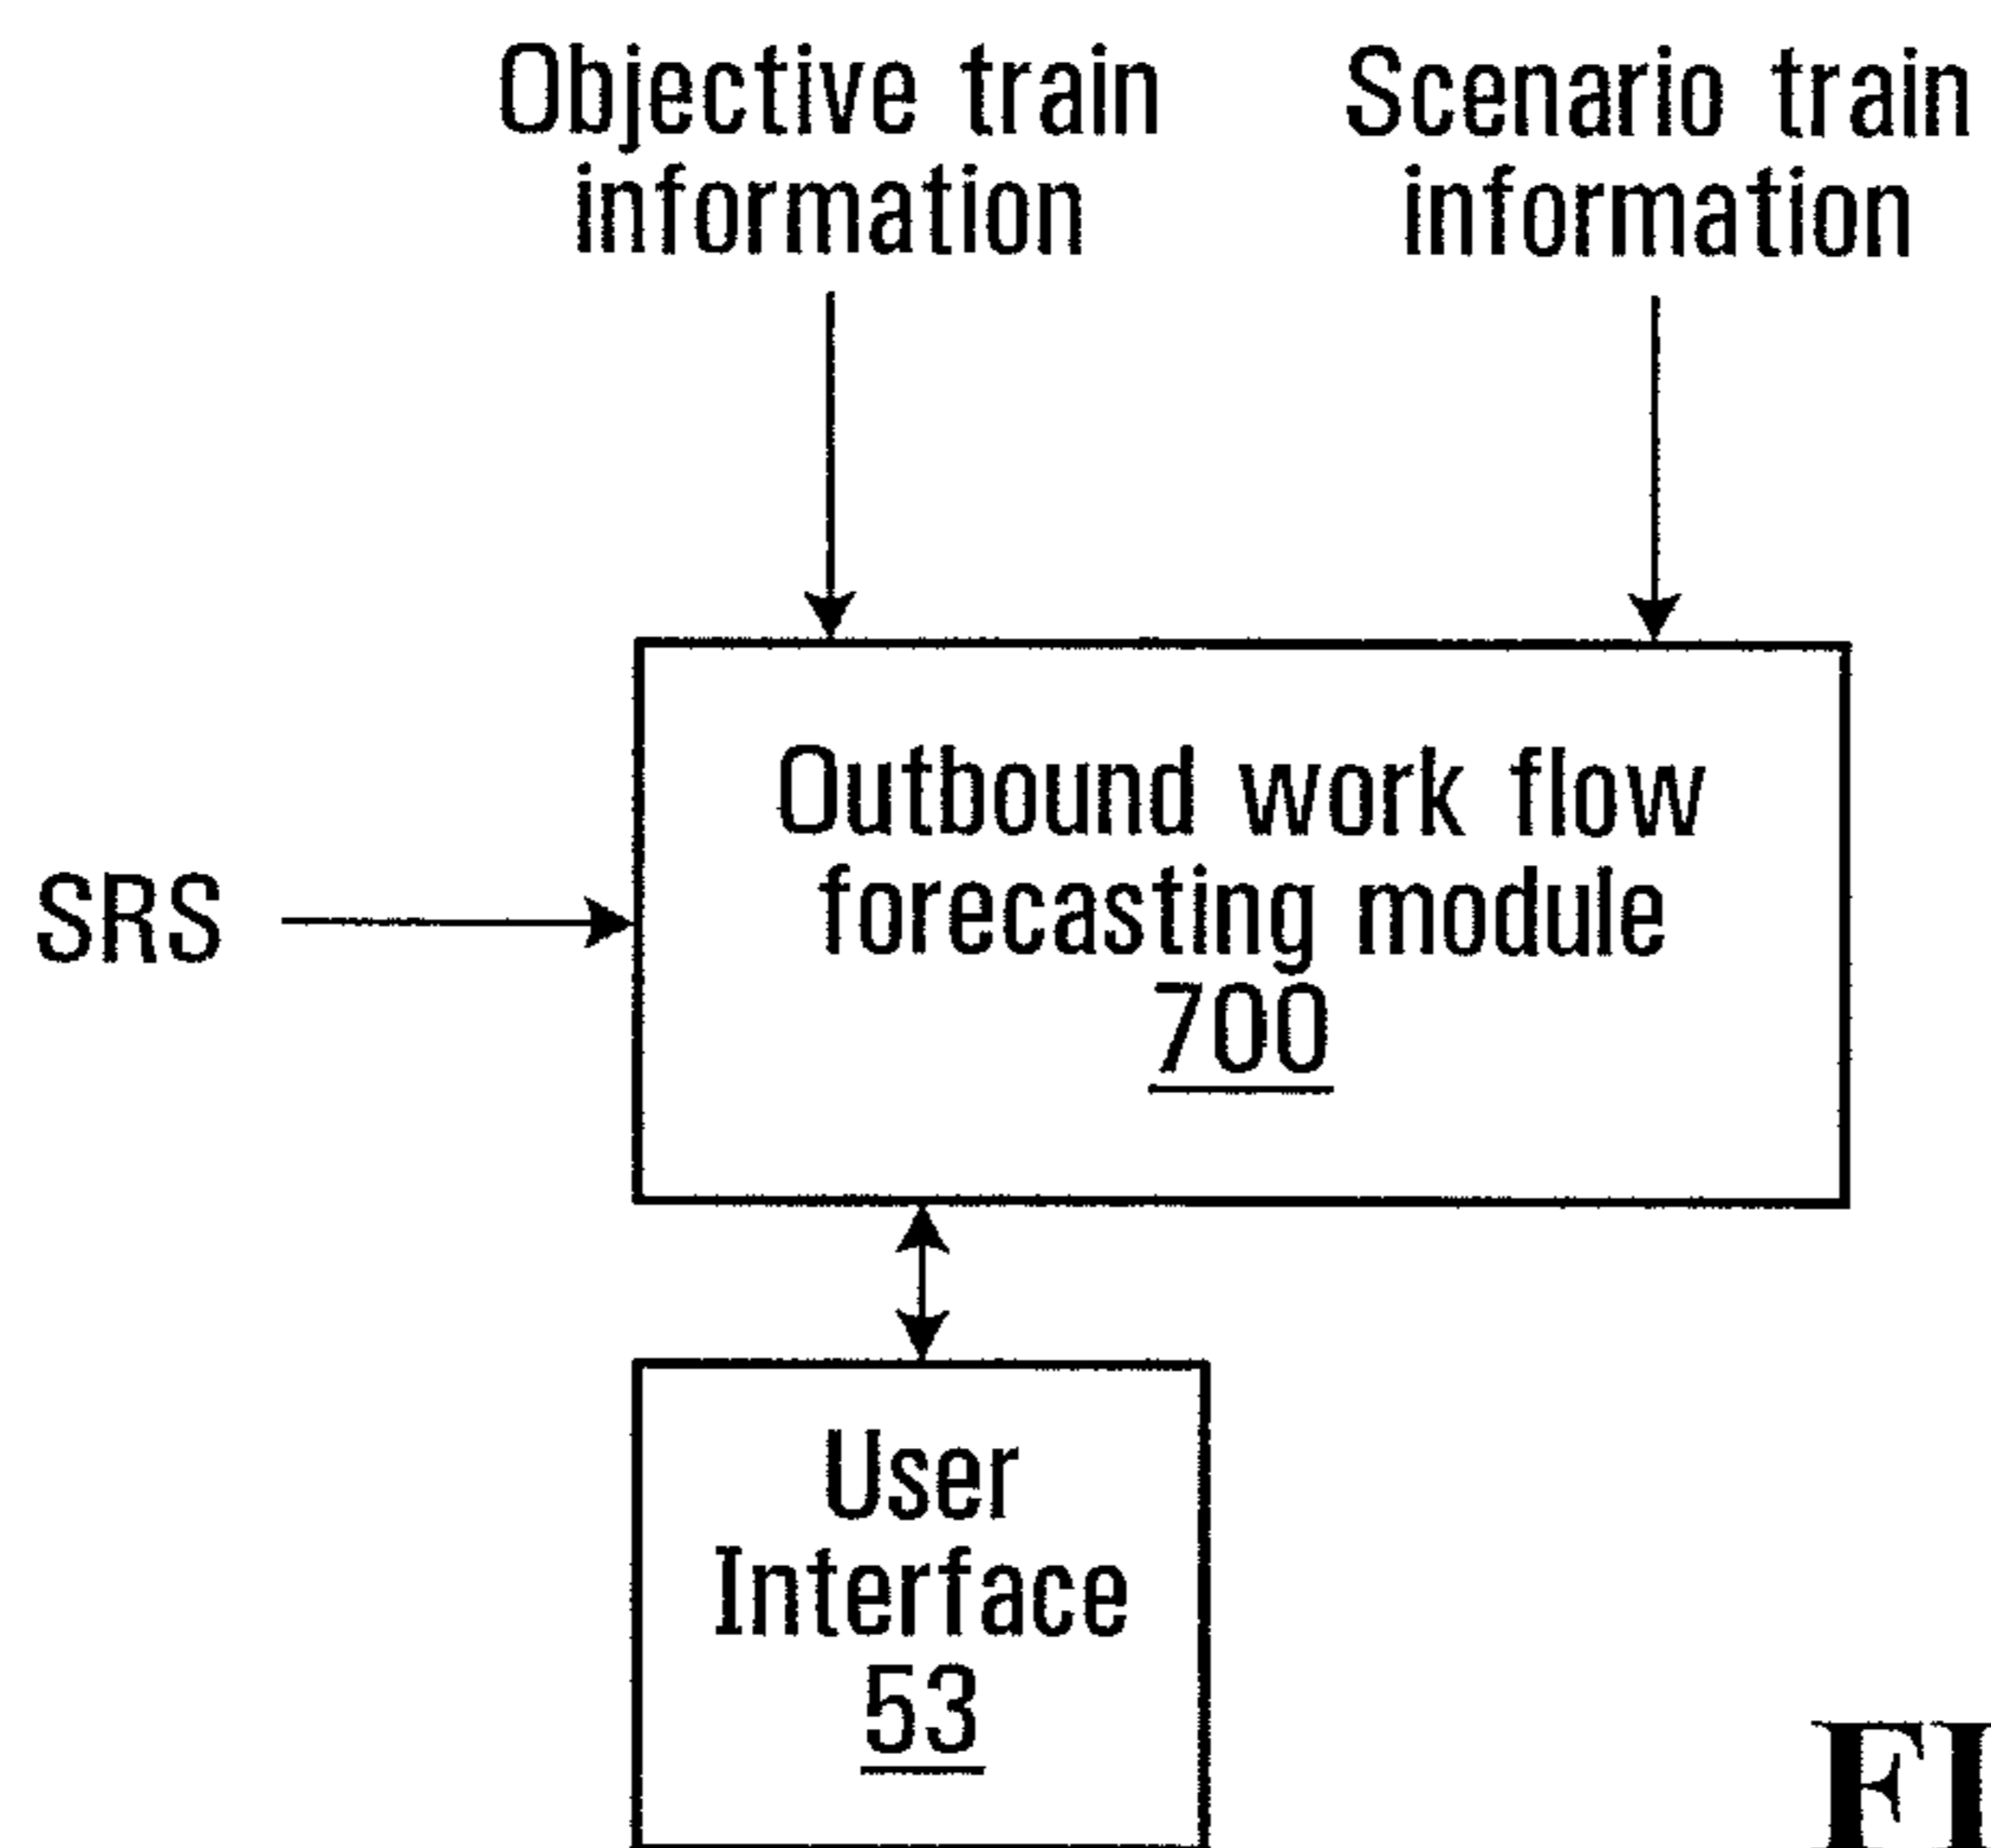 Objective train
information
Scenario train
information
SRS
Outbound work flow
forecasting module
700
User
Interface
53